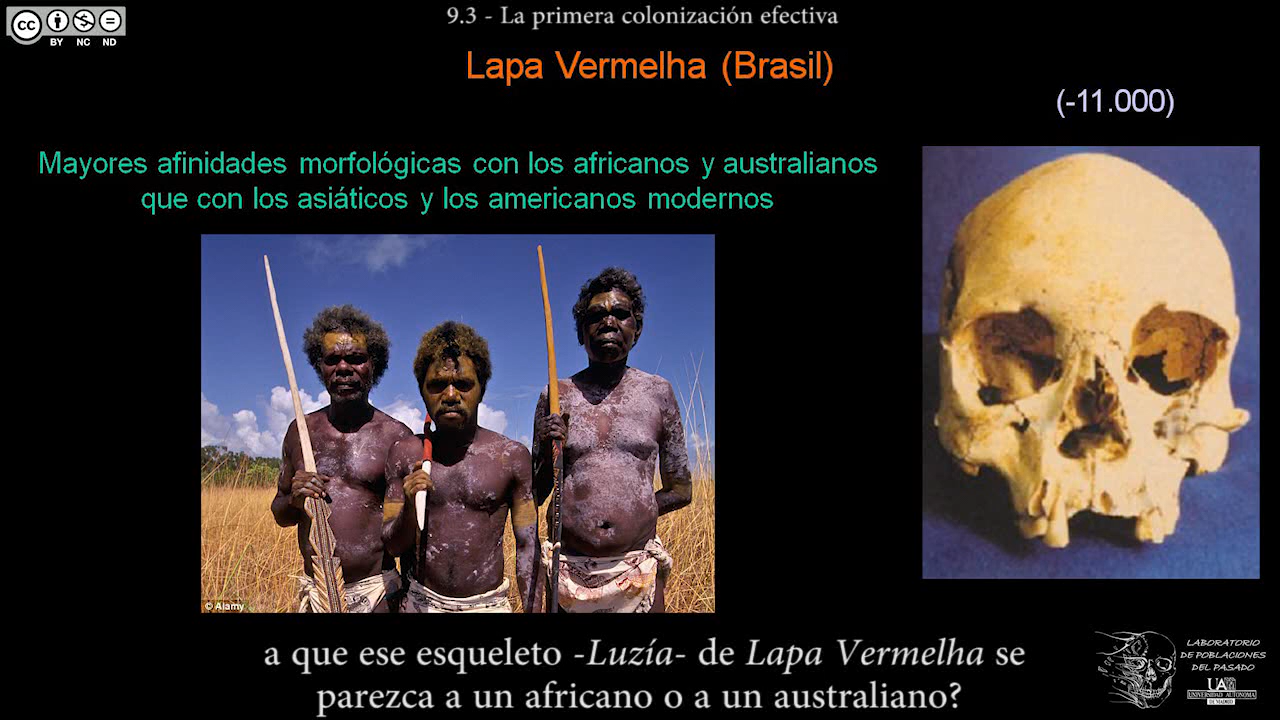 9.3 - La primera colonización efectiva
cc
BY NC ND
Lapa Vermelha (Brasil)
(-11.000)
Mayores afinidades morfológicas con los africanos y australianos
que con los asiáticos y los americanos modernos
© Alamy
a que ese esqueleto -Luzía- de Lapa Vermelha se
parezca a un africano o a un australiano?
LABORATORIO
DE POBLACIONES
DEL PASADO
UAM
UNIVERSIDAD AUTONOMA
DE MADRID